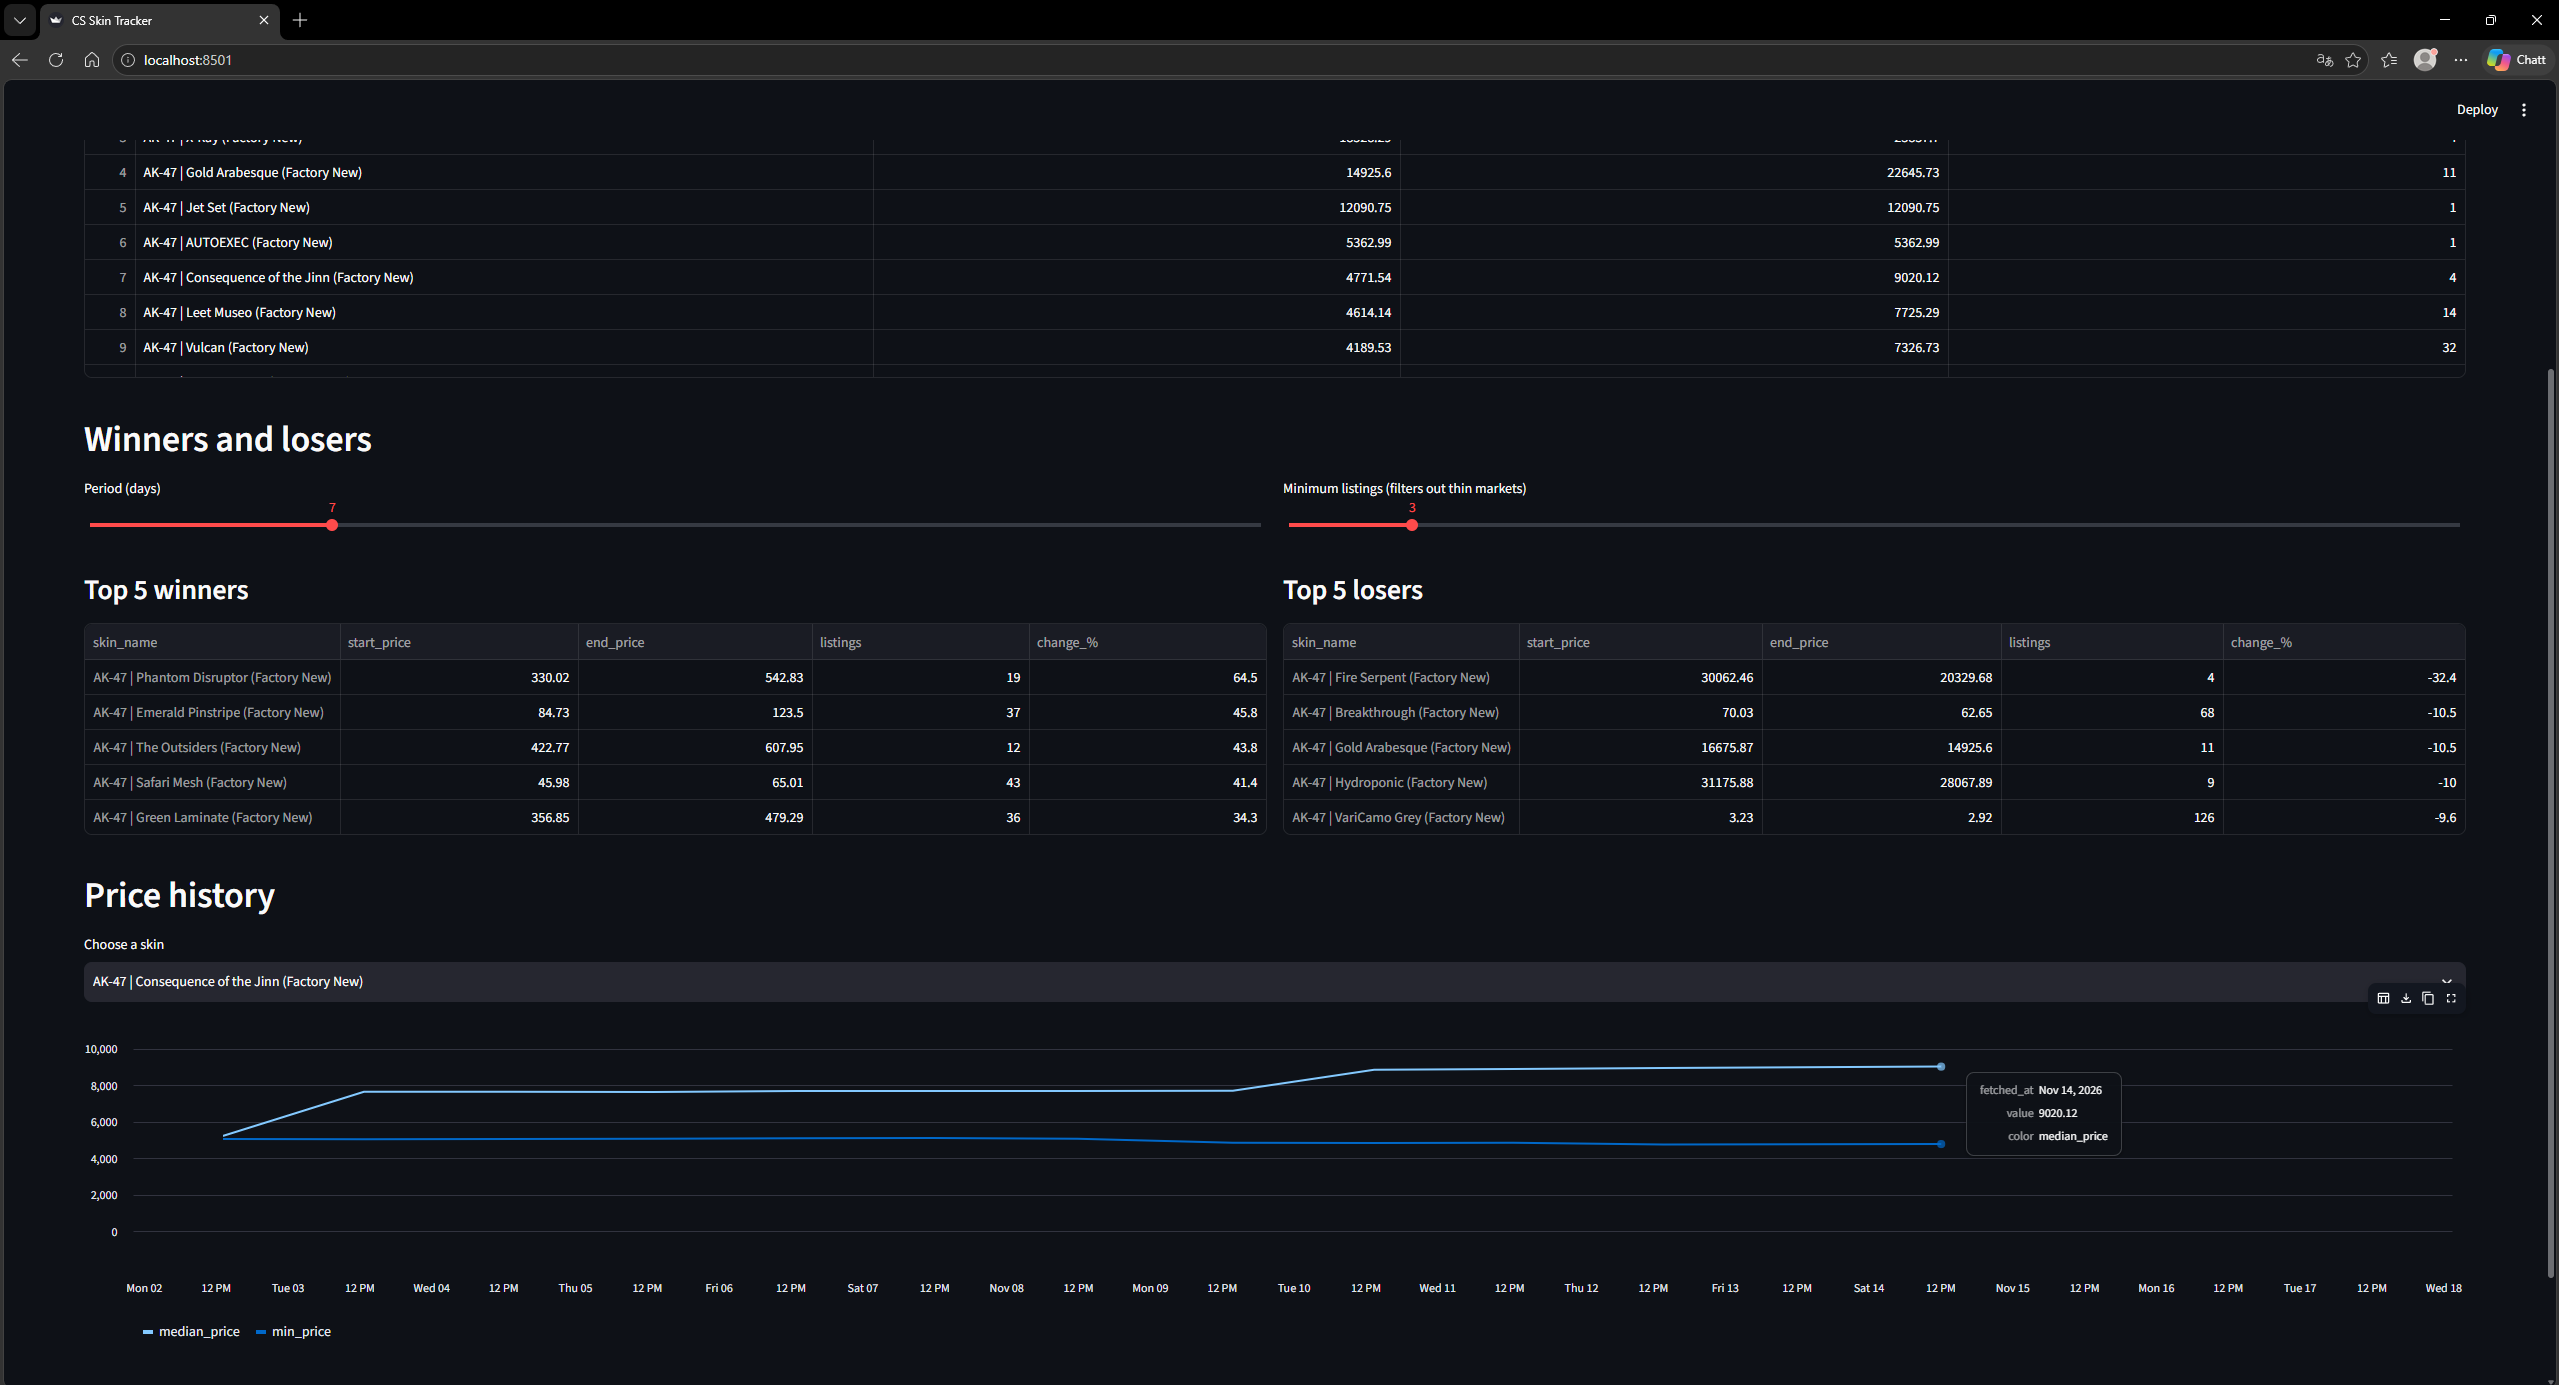 CS Skin Tracker
localhost:8501
Chatt
Deploy
4 AK-47 | Gold Arabesque (Factory New) 14925.6 22645.73 11
5 AK-47 | Jet Set (Factory New) 12090.75 12090.75 1
6 AK-47 | AUTOEXEC (Factory New) 5362.99 5362.99 1
7 AK-47 | Consequence of the Jinn (Factory New) 4771.54 9020.12 4
8 AK-47 | Leet Museo (Factory New) 4614.14 7725.29 14
9 AK-47 | Vulcan (Factory New) 4189.53 7326.73 32
Winners and losers
Period (days)
7
Minimum listings (filters out thin markets)
3
Top 5 winners
skin_name start_price end_price listings change_%
AK-47 | Phantom Disruptor (Factory New) 330.02 542.83 19 64.5
AK-47 | Emerald Pinstripe (Factory New) 84.73 123.5 37 45.8
AK-47 | The Outsiders (Factory New) 422.77 607.95 12 43.8
AK-47 | Safari Mesh (Factory New) 45.98 65.01 43 41.4
AK-47 | Green Laminate (Factory New) 356.85 479.29 36 34.3
Top 5 losers
skin_name start_price end_price listings change_%
AK-47 | Fire Serpent (Factory New) 30062.46 20329.68 4 -32.4
AK-47 | Breakthrough (Factory New) 70.03 62.65 68 -10.5
AK-47 | Gold Arabesque (Factory New) 16675.87 14925.6 11 -10.5
AK-47 | Hydroponic (Factory New) 31175.88 28067.89 9 -10
AK-47 | VariCamo Grey (Factory New) 3.23 2.92 126 -9.6
Price history
Choose a skin
AK-47 | Consequence of the Jinn (Factory New)
10,000
8,000
6,000
4,000
2,000
0
fetched_at Nov 14, 2026
value 9020.12
color median_price
Mon 02 12 PM Tue 03 12 PM Wed 04 12 PM Thu 05 12 PM Fri 06 12 PM Sat 07 12 PM Nov 08 12 PM Mon 09 12 PM Tue 10 12 PM Wed 11 12 PM Thu 12 12 PM Fri 13 12 PM Sat 14 12 PM Nov 15 12 PM Mon 16 12 PM Tue 17 12 PM Wed 18
median_price min_price